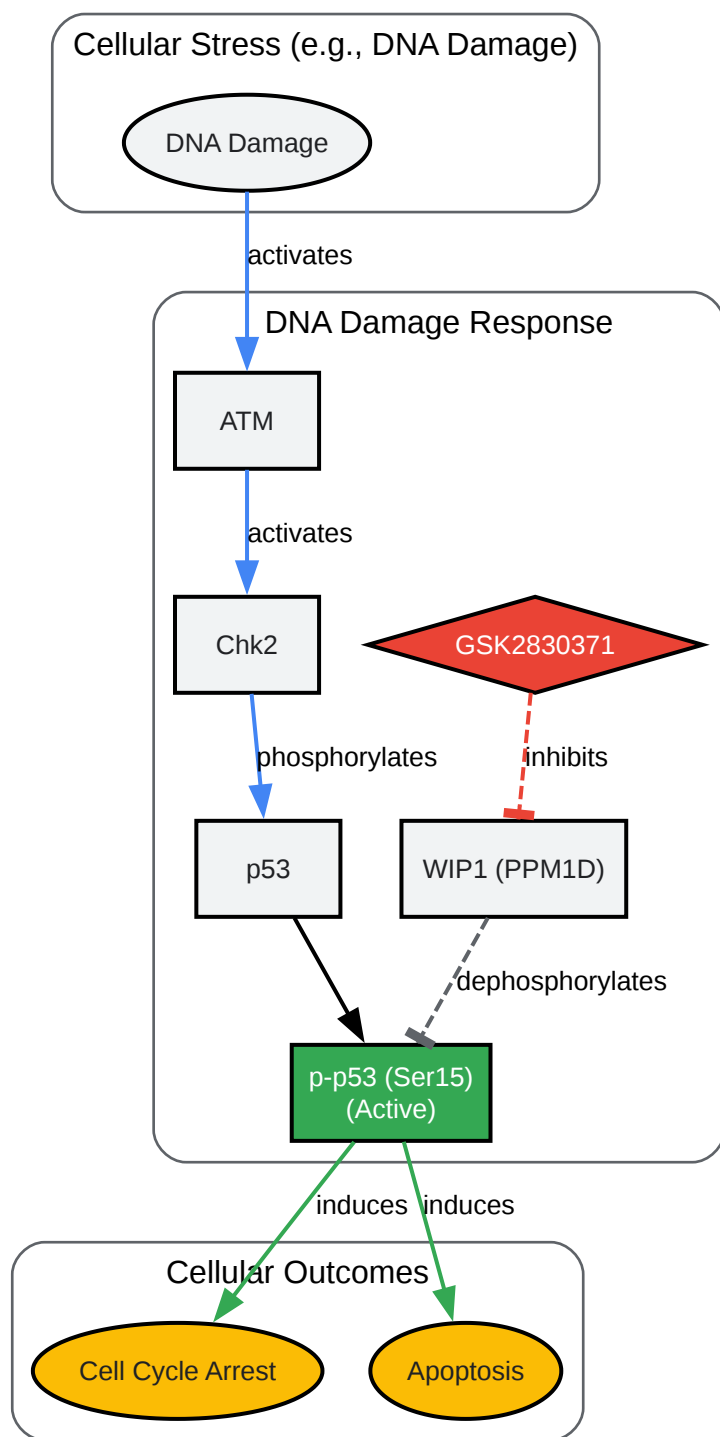 Cellular Stress (e.g., DNA Damage)
DNA Damage
activates
DNA Damage Response
ATM
activates
Chk2
GSK2830371
phosphorylates
inhibits
p53
WIP1 (PPM1D)
dephosphorylates
p-p53 (Ser15)
(Active)
induces
induces
Cellular Outcomes
Cell Cycle Arrest
Apoptosis